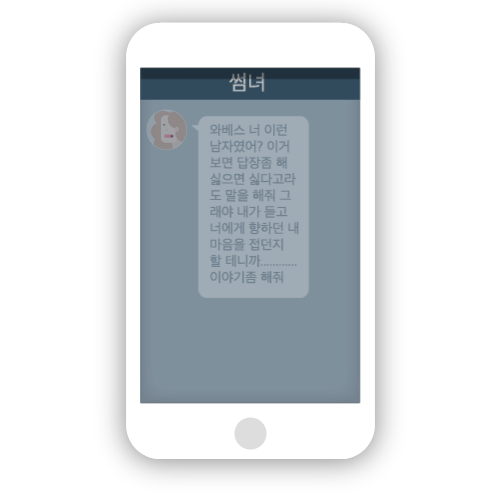 썸녀
와베스 너 이런
남자였어? 이거
보면 답장좀 해
싫으면 싫다고라
도 말을 해줘 그
래야 내가 듣고
너에게 향하던 내
마음을 접던지
할 테니까............
이야기좀 해줘